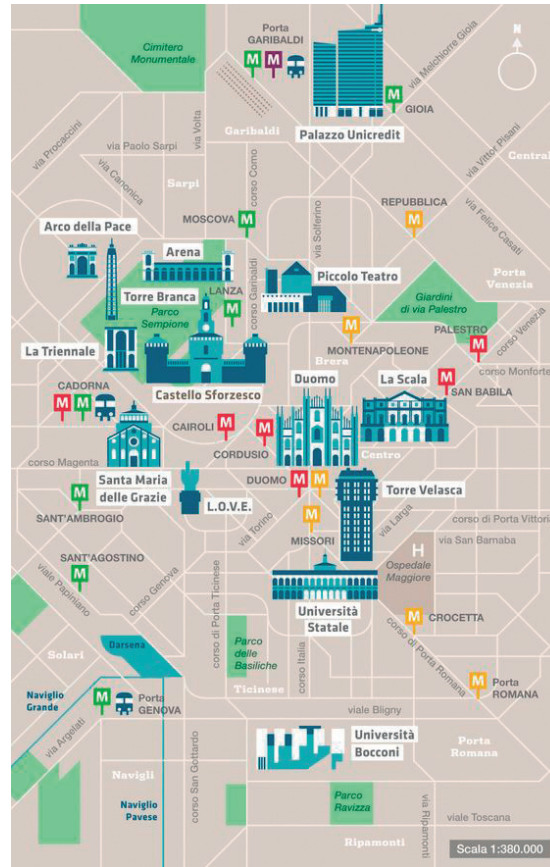 Cimitero
Monumentale
Porta
GARIBALDI
M
M
N
via Melchiorre Gioia
M
GIOIA
Palazzo Unicredit
Garibaldi
via Volta
via Procaccini
via Paolo Sarpi
via Canonica
Sarpi
via Vittor Pisani
Central
via Felice Casati
corso Como
via Solferino
MOSCOVA
M
REPUBBLICA
M
Arco della Pace
Arena
Porta
Venezia
Torre Branca
LANZA
M
corso Garibaldi
Piccolo Teatro
Parco
Sempione
Giardini
di via Palestro
La Triennale
M
MONTENAPOLEONE
PALESTRO
M
corso Venezia
Brera
Castello Sforzesco
Duomo
La Scala
M
SAN BABILA
corso Monforte
CADORNA
M
M
CAIROLI
M
M
CORDUSIO
Centro
corso Magenta
Santa Maria
delle Grazie
L.O.V.E.
DUOMO
M
M
Torre Velasca
M
SANT'AMBROGIO
M
MISSORI
via Torino
via Larga
corso di Porta Vittori
via San Barnaba
SANT'AGOSTINO
M
H
Ospedale
Maggiore
viale Papiniano
corso Genova
corso di Porta Ticinese
Università
Statale
M
CROCETTA
corso di Porta Romana
Darsena
Solari
Parco
delle
Basiliche
corso Italia
Naviglio
Grande
M
Porta
GENOVA
Ticinese
M
Porta
ROMANA
viale Bligny
via Argelati
Università
Bocconi
Porta
Romana
corso San Gottardo
Navigli
Naviglio
Pavese
Parco
Ravizza
via Ripamonti
viale Toscana
Ripamonti
Scala 1:380.000